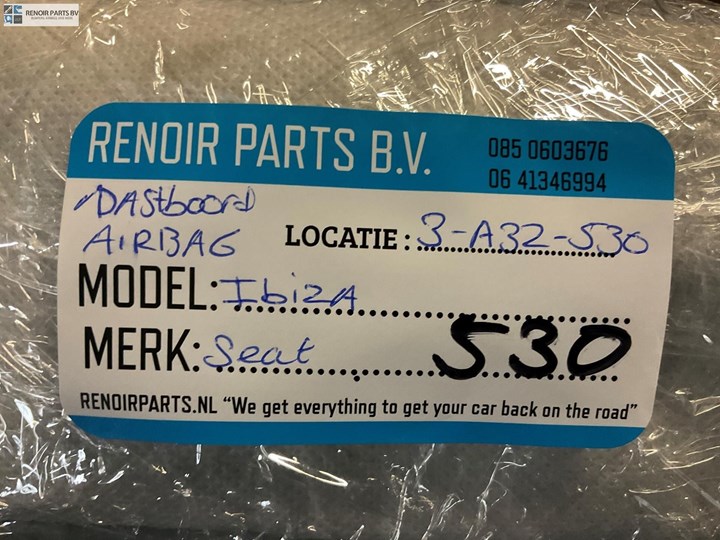 RENOIR PARTS BV
RENOIR PARTS B.V.
085 0603676
06 41346994
DAStboord
AIRBAG
LOCATIE: 3-A32-530
MODEL: IbizA
MERK: Seat
530
RENOIRPARTS.NL “We get everything to get your car back on the road”